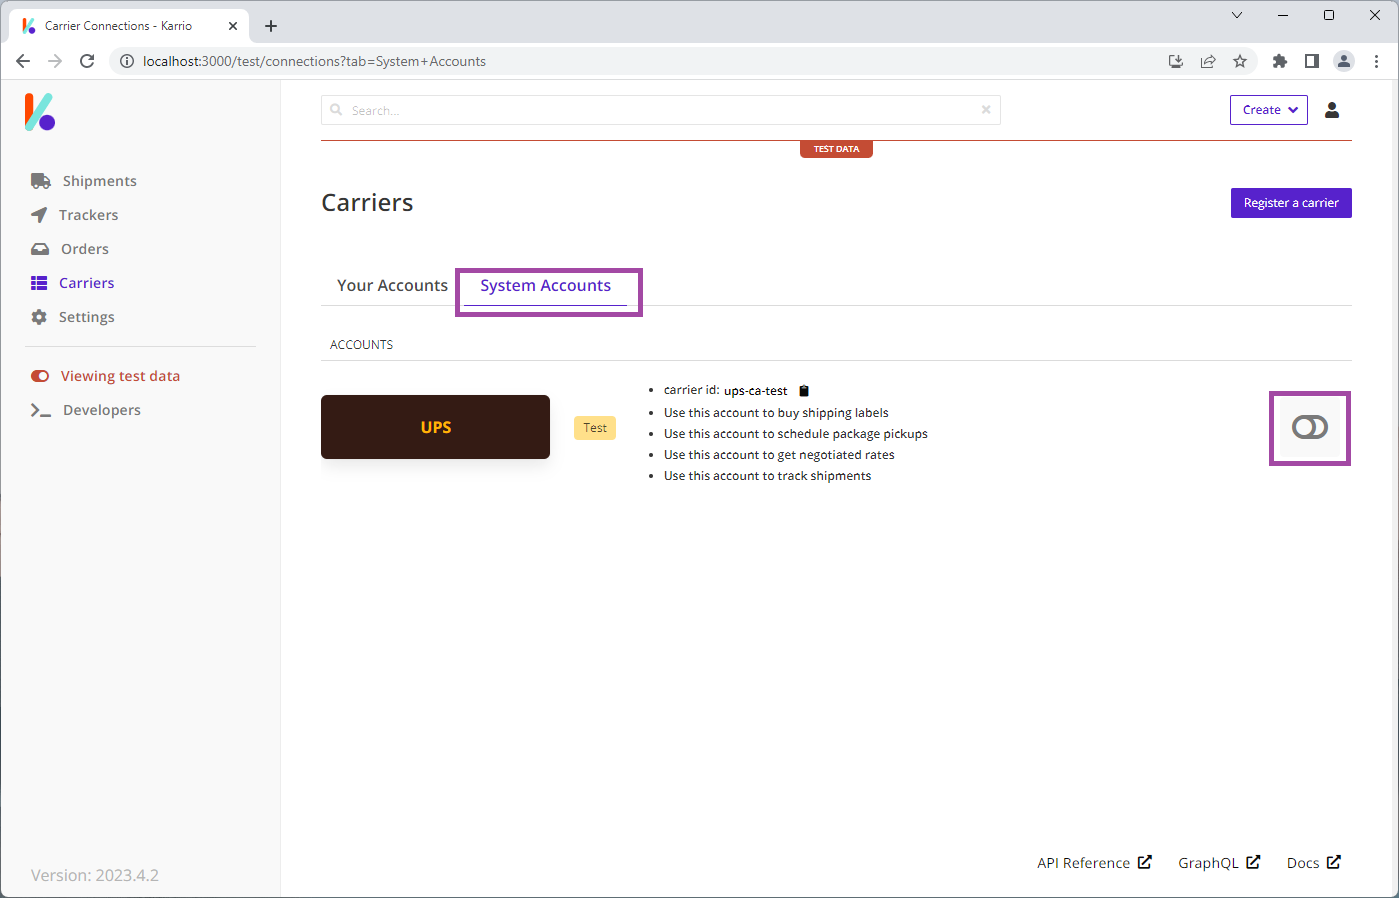 Carrier Connections - Karrio
localhost:3000/test/connections?tab=System+Accounts
Search...
Create
TEST DATA
Shipments
Trackers
Orders
Carriers
Settings
Viewing test data
Developers
Version: 2023.4.2
Carriers
Register a carrier
Your Accounts
System Accounts
ACCOUNTS
UPS
Test
carrier id: ups-ca-test
Use this account to buy shipping labels
Use this account to schedule package pickups
Use this account to get negotiated rates
Use this account to track shipments
API Reference
GraphQL
Docs